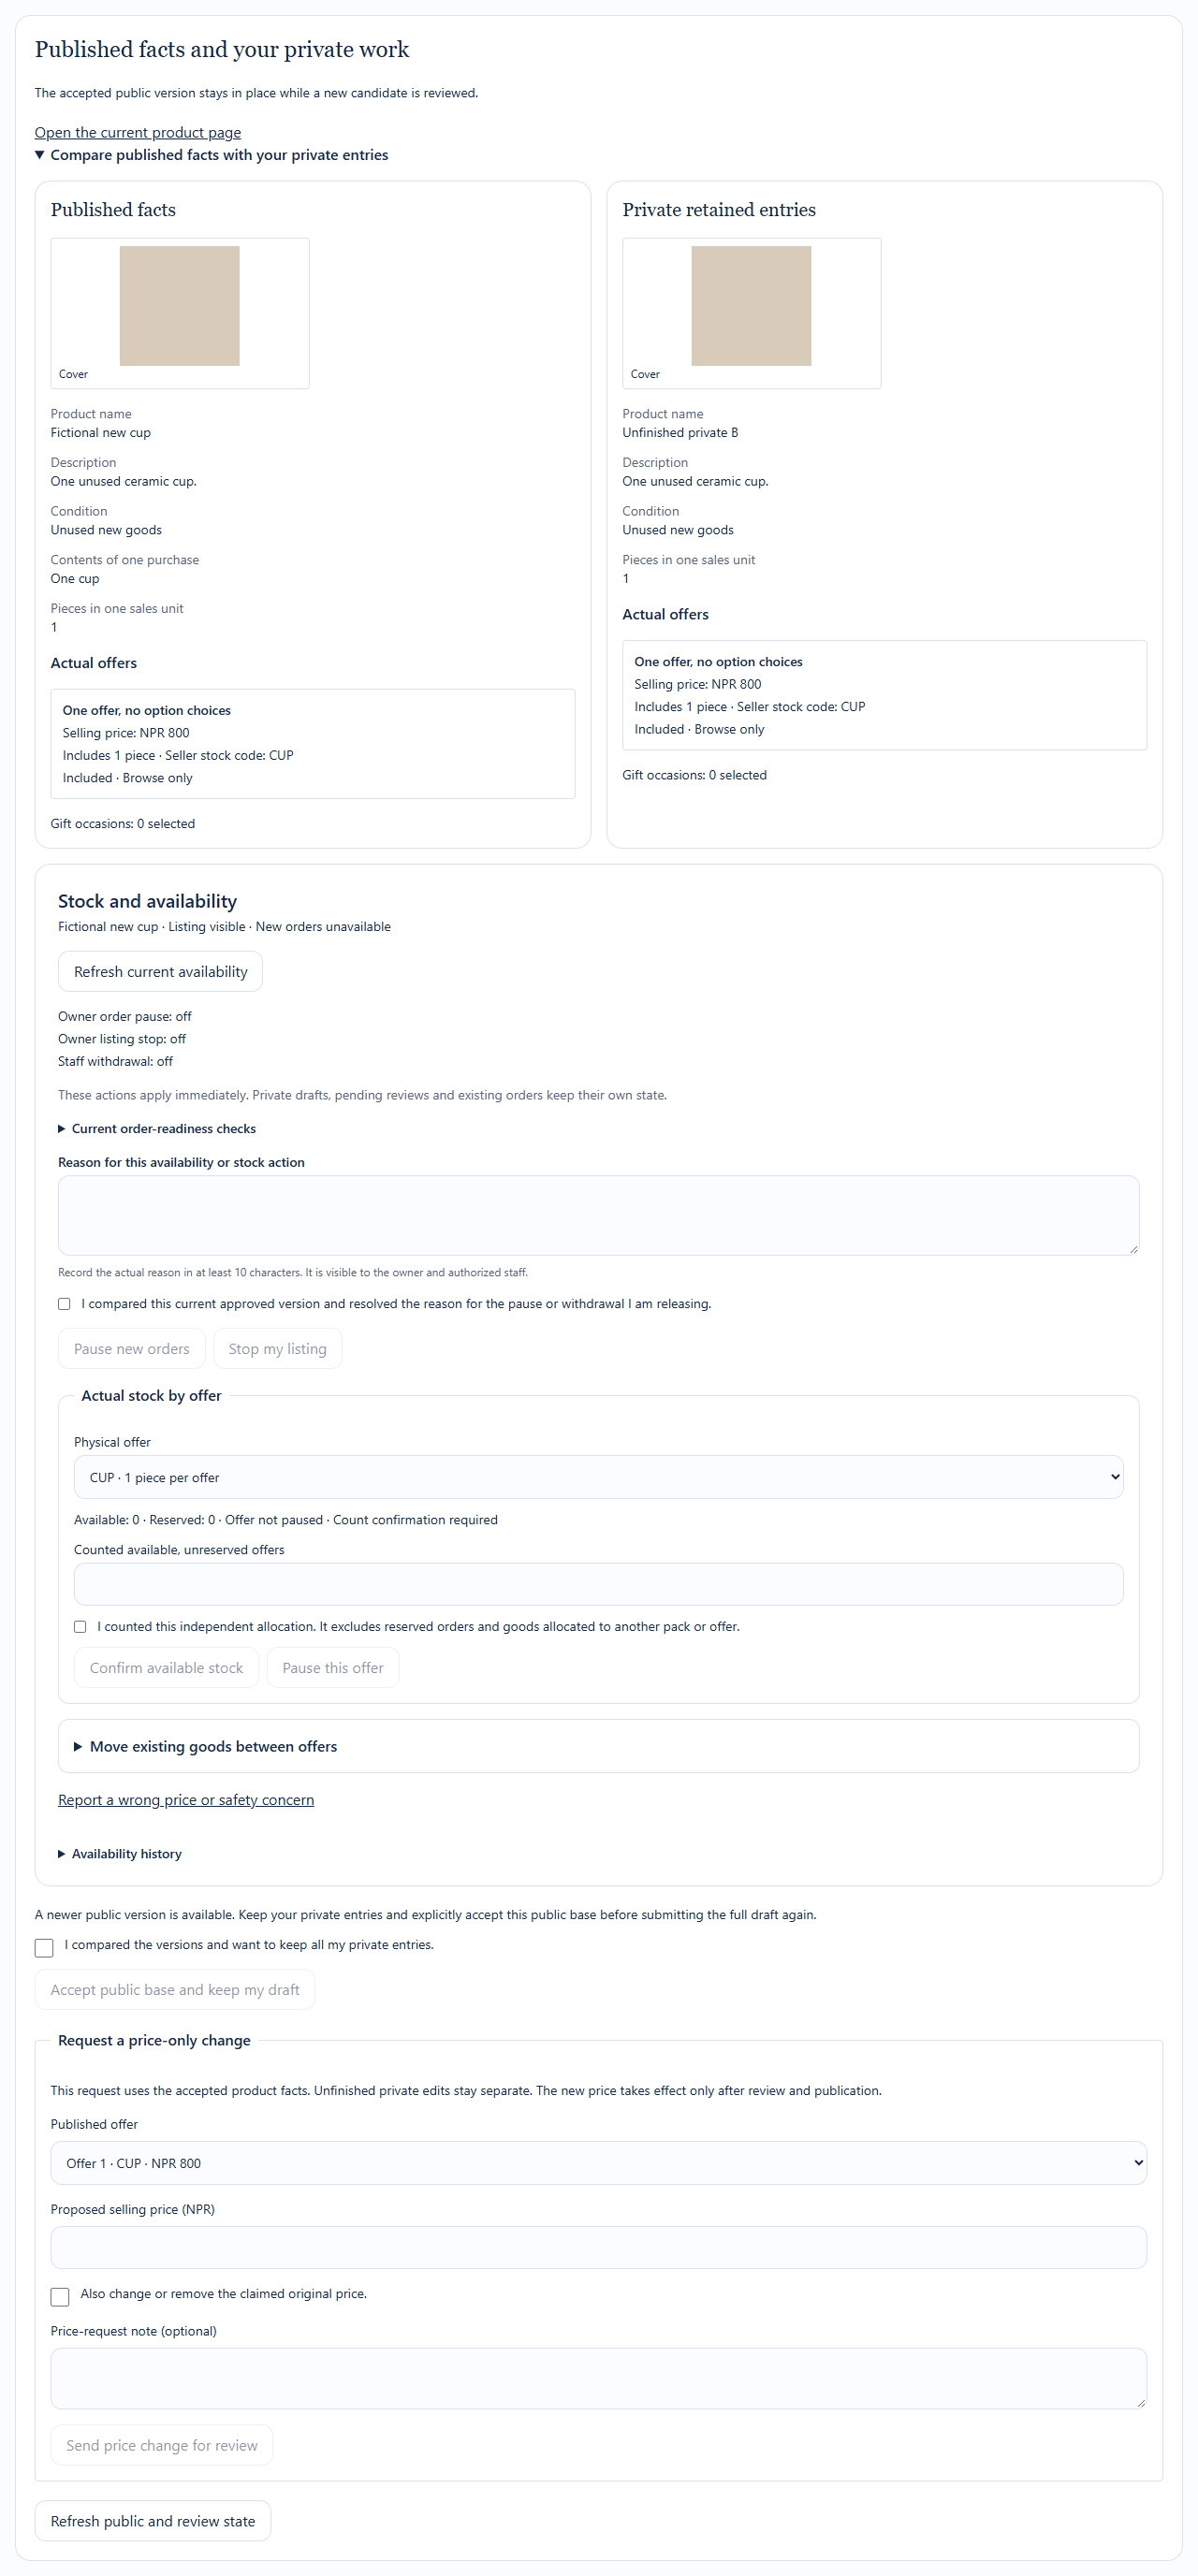 Published facts and your private work
The accepted public version stays in place while a new candidate is reviewed.
Open the current product page
▼ Compare published facts with your private entries
Published facts
Cover
Product name
Fictional new cup
Description
One unused ceramic cup.
Condition
Unused new goods
Contents of one purchase
One cup
Pieces in one sales unit
1
Actual offers
One offer, no option choices
Selling price: NPR 800
Includes 1 piece · Seller stock code: CUP
Included · Browse only
Gift occasions: 0 selected
Private retained entries
Cover
Product name
Unfinished private B
Description
One unused ceramic cup.
Condition
Unused new goods
Pieces in one sales unit
1
Actual offers
One offer, no option choices
Selling price: NPR 800
Includes 1 piece · Seller stock code: CUP
Included · Browse only
Gift occasions: 0 selected
Stock and availability
Fictional new cup · Listing visible · New orders unavailable
Refresh current availability
Owner order pause: off
Owner listing stop: off
Staff withdrawal: off
These actions apply immediately. Private drafts, pending reviews and existing orders keep their own state.
▶ Current order-readiness checks
Reason for this availability or stock action
Record the actual reason in at least 10 characters. It is visible to the owner and authorized staff.
I compared this current approved version and resolved the reason for the pause or withdrawal I am releasing.
Pause new orders
Stop my listing
Actual stock by offer
Physical offer
CUP · 1 piece per offer
Available: 0 · Reserved: 0 · Offer not paused · Count confirmation required
Counted available, unreserved offers
I counted this independent allocation. It excludes reserved orders and goods allocated to another pack or offer.
Confirm available stock
Pause this offer
▶ Move existing goods between offers
Report a wrong price or safety concern
▶ Availability history
A newer public version is available. Keep your private entries and explicitly accept this public base before submitting the full draft again.
I compared the versions and want to keep all my private entries.
Accept public base and keep my draft
Request a price-only change
This request uses the accepted product facts. Unfinished private edits stay separate. The new price takes effect only after review and publication.
Published offer
Offer 1 · CUP · NPR 800
Proposed selling price (NPR)
Also change or remove the claimed original price.
Price-request note (optional)
Send price change for review
Refresh public and review state